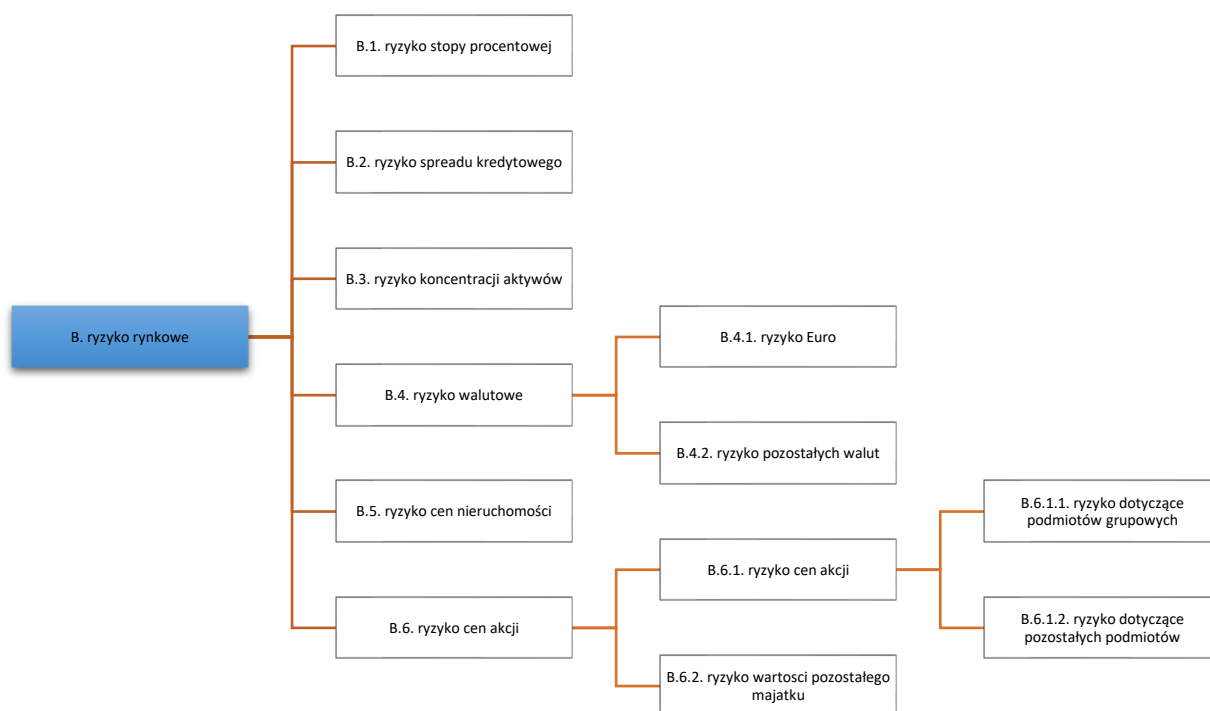 B. ryzyko rynkowe
B.1. ryzyko stopy procentowej
B.2. ryzyko spreadu kredytowego
B.3. ryzyko koncentracji aktywów
B.4. ryzyko walutowe
B.4.1. ryzyko Euro
B.4.2. ryzyko pozostałych walut
B.5. ryzyko cen nieruchomości
B.6. ryzyko cen akcji
B.6.1. ryzyko cen akcji
B.6.1.1. ryzyko dotyczące
podmiotów grupowych
B.6.1.2. ryzyko dotyczące
pozostałych podmiotów
B.6.2. ryzyko wartosci pozostałego
majatku